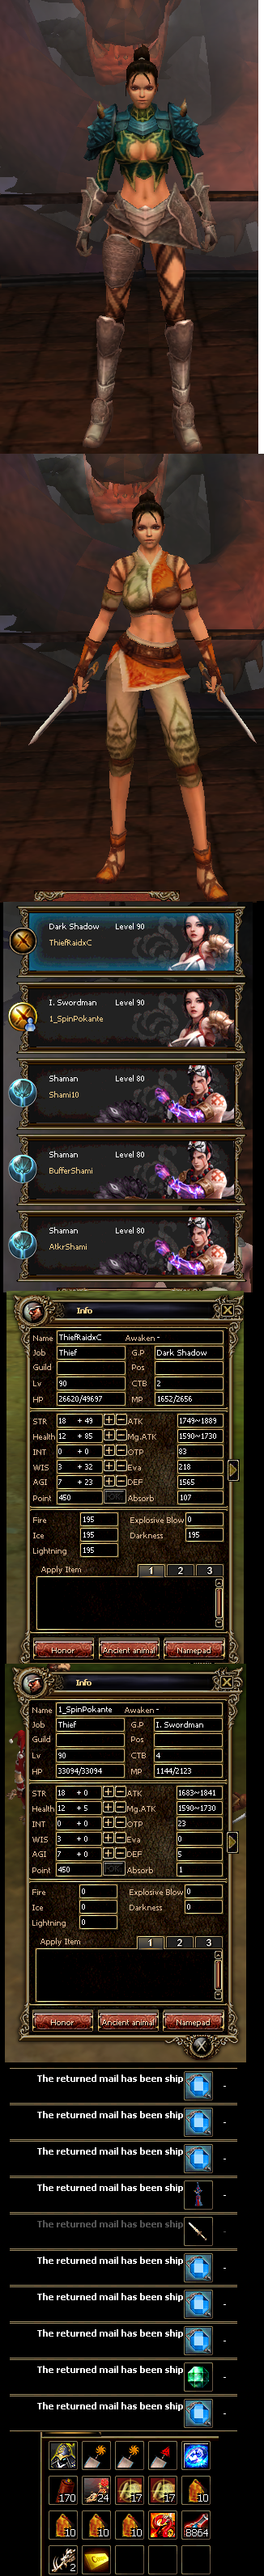 Dark Shadow Level 90
ThiefRaidxC
I. Swordman Level 90
1_SpinPokante
Shaman Level 80
Shami10
Shaman Level 80
BufferShami
Shaman Level 80
AtkrShami
Info
Name ThiefRaidxC Awaken -
Job Thief G.P Dark Shadow
Guild Pos
Lv 90 CTB 2
HP 26620/49697 MP 1652/2656
STR 18 + 49 ATK 1749~1889
Health 12 + 85 Mg.ATK 1590~1730
INT 0 + 0 OTP 83
WIS 3 + 32 Eva 218
AGI 7 + 23 DEF 1565
Point 450 Absorb 107
Fire 195 Explosive Blow 0
Ice 195 Darkness 195
Lightning 195
Apply Item 1 2 3
Honor Ancient animal Namepad
Info
Name 1_SpinPokante Awaken -
Job Thief G.P I. Swordman
Guild Pos
Lv 90 CTB 4
HP 33094/33094 MP 1144/2123
STR 18 + 0 ATK 1683~1841
Health 12 + 5 Mg.ATK 1590~1730
INT 0 + 0 OTP 23
WIS 3 + 0 Eva 0
AGI 7 + 0 DEF 5
Point 450 Absorb 1
Fire 0 Explosive Blow 0
Ice 0 Darkness 0
Lightning 0
Apply Item 1 2 3
Honor Ancient animal Namepad
X
The returned mail has been ship -
The returned mail has been ship -
The returned mail has been ship -
The returned mail has been ship -
The returned mail has been ship -
The returned mail has been ship -
The returned mail has been ship -
The returned mail has been ship -
The returned mail has been ship -
The returned mail has been ship -
170 24 17 17 10
10 10 10 8864
2